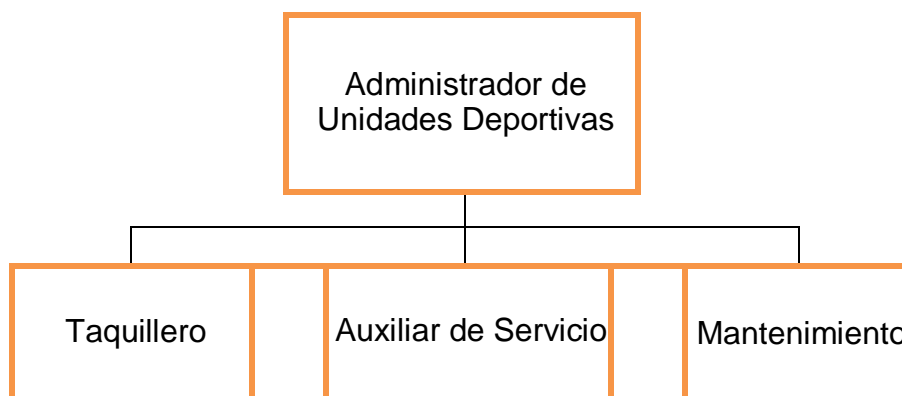 Administrador de
Unidades Deportivas
Taquillero
Auxiliar de Servicio
Mantenimiento